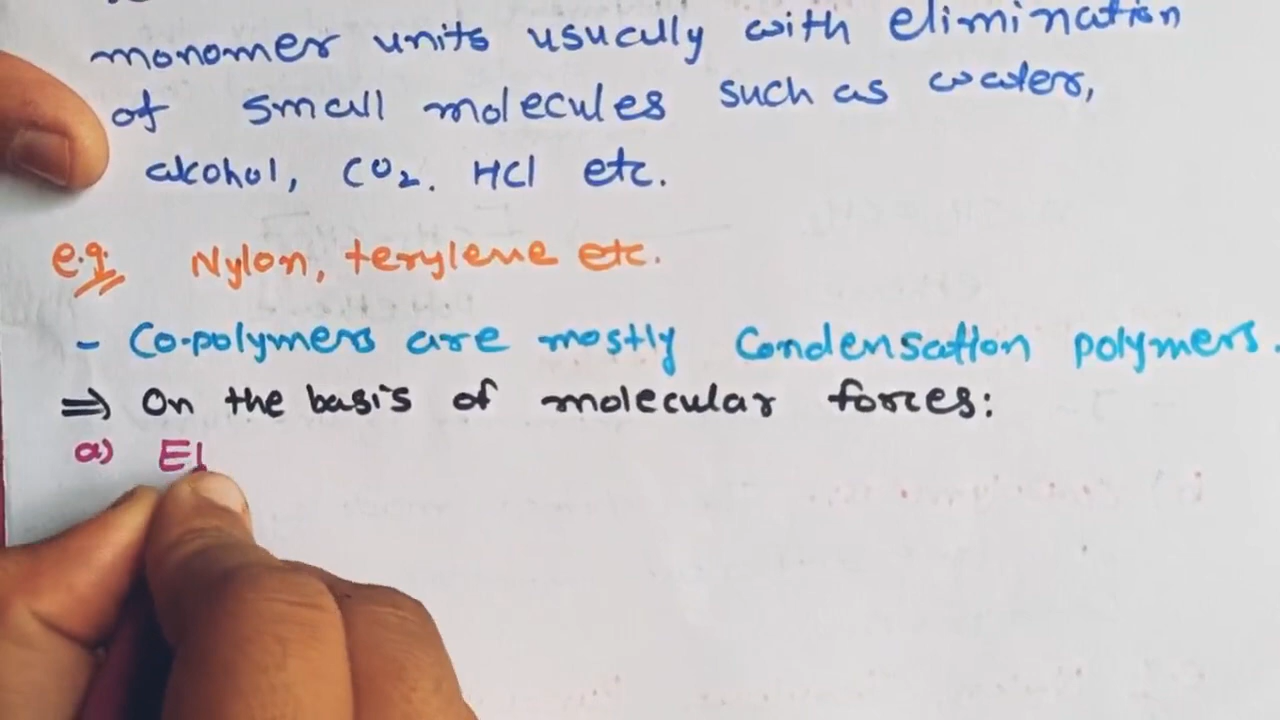 monomer units usually with elimination
of small molecules such as water,
alcohol, CO₂. HCl etc.
e.g. Nylon, terylene etc.
- Co-polymers are mostly Condensation polymers.
⇒ On the basis of molecular forces:
a) El